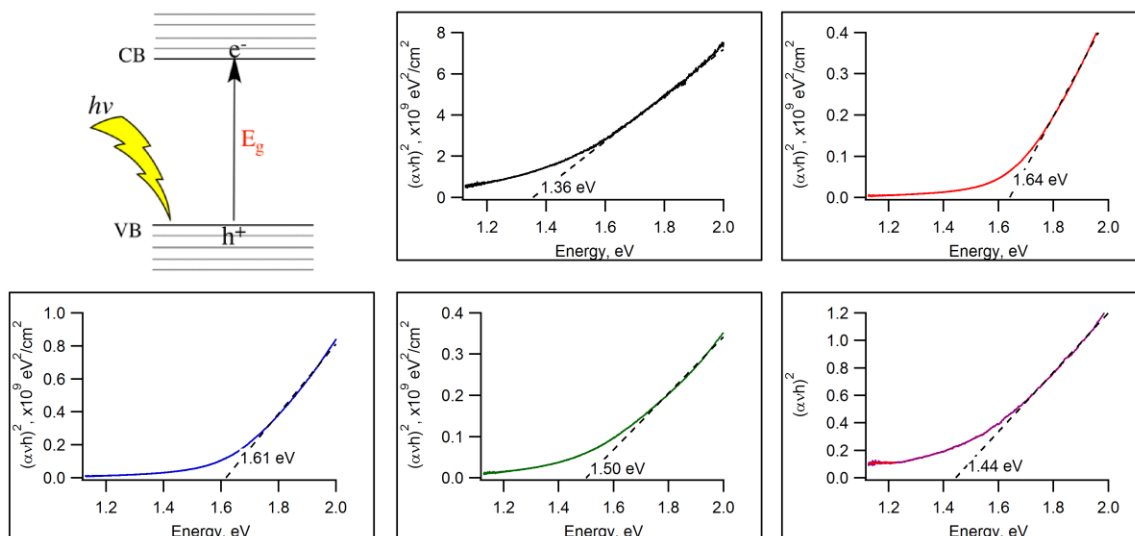 CB
e-
hν
E_g
VB
h+
(ανh)², x10⁹ eV²/cm²
8
6
4
2
0
1.36 eV
1.2 1.4 1.6 1.8 2.0
Energy, eV
(ανh)², x10⁹ eV²/cm²
0.4
0.3
0.2
0.1
0.0
1.64 eV
1.2 1.4 1.6 1.8 2.0
Energy, eV
(ανh)², x10⁹ eV²/cm²
1.0
0.8
0.6
0.4
0.2
0.0
1.61 eV
1.2 1.4 1.6 1.8 2.0
Energy, eV
(ανh)², x10⁹ eV²/cm²
0.4
0.3
0.2
0.1
0.0
1.50 eV
1.2 1.4 1.6 1.8 2.0
Energy, eV
(ανh)²
1.2
1.0
0.8
0.6
0.4
0.2
0.0
1.44 eV
1.2 1.4 1.6 1.8 2.0
Energy, eV